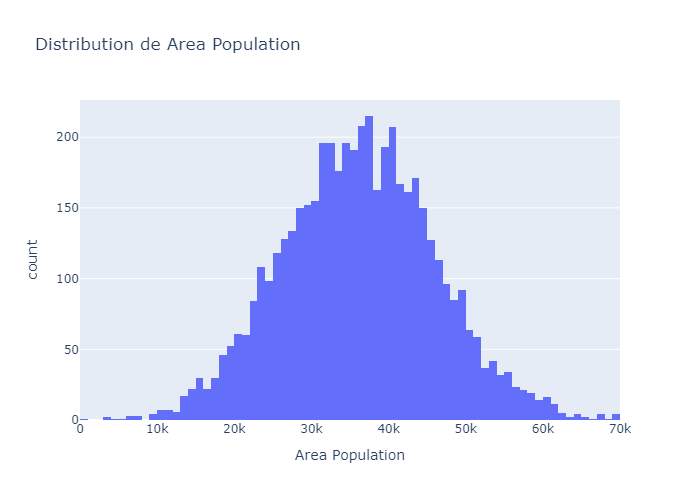 Distribution de Area Population
200
150
100
50
0
0 10k 20k 30k 40k 50k 60k 70k
count
Area Population